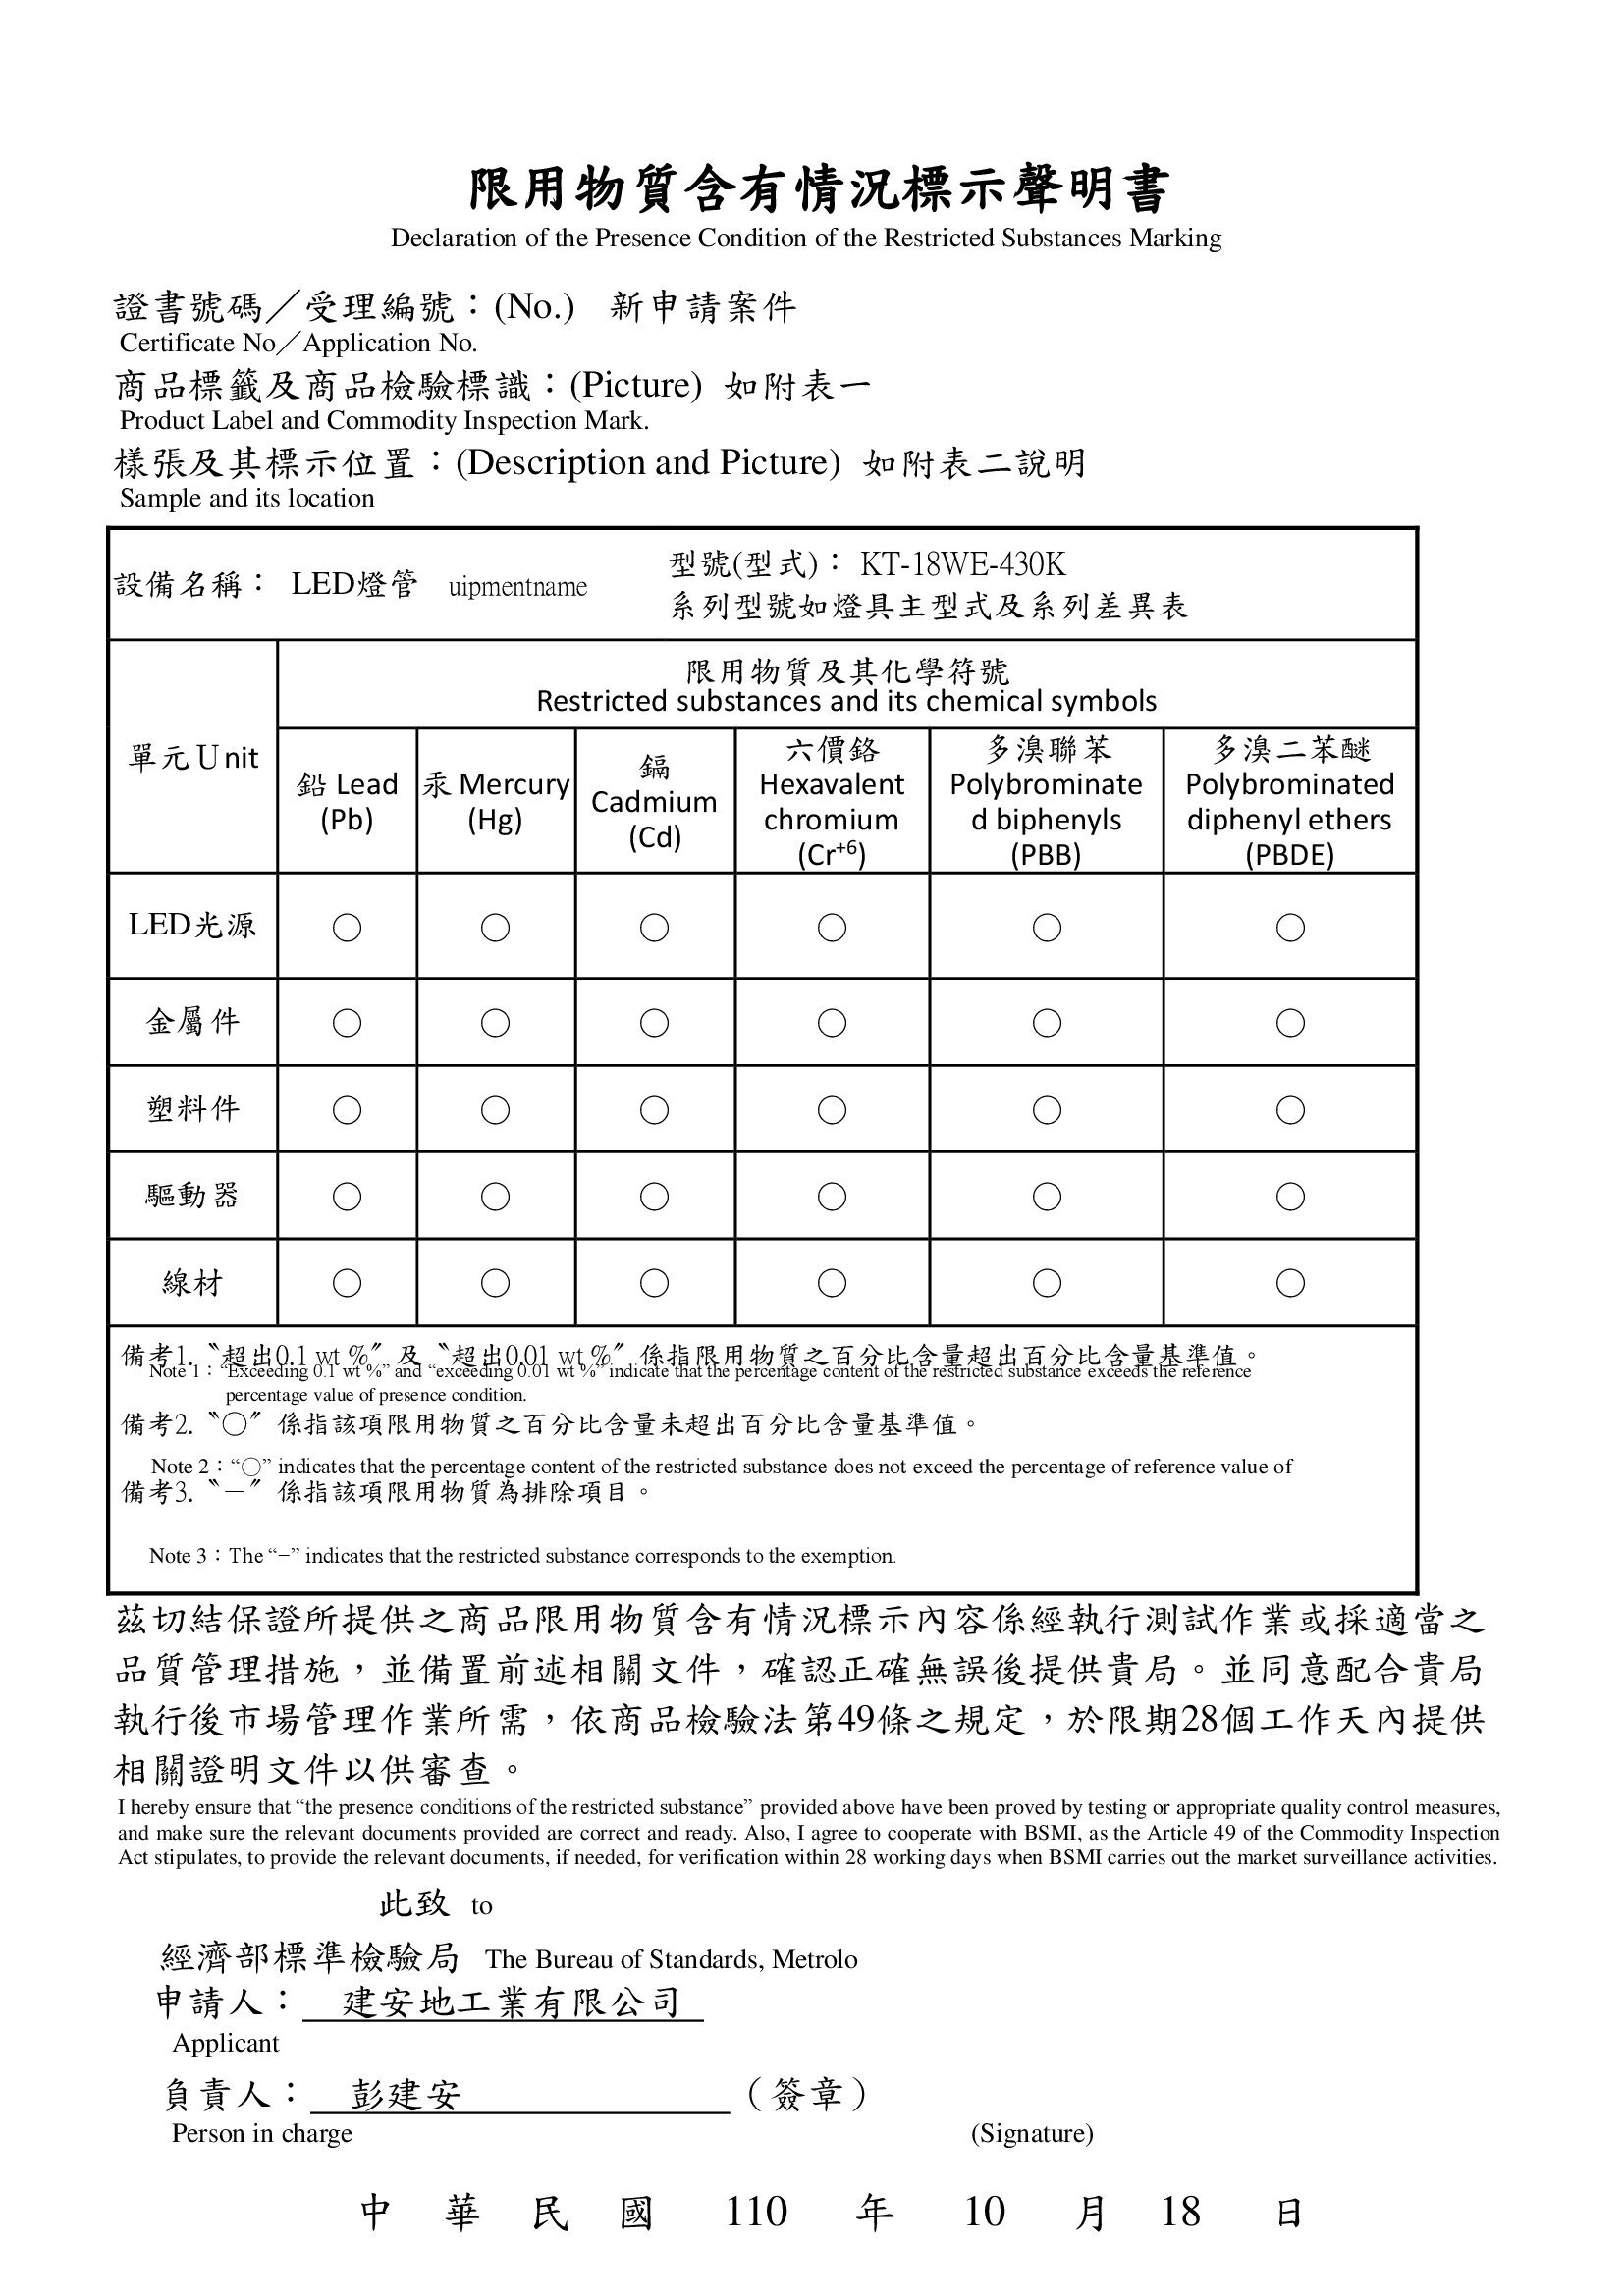 限用物質含有情況標示聲明書
Declaration of the Presence Condition of the Restricted Substances Marking
證書號碼／受理編號：(No.) 新申請案件
Certificate No／Application No.
商品標籤及商品檢驗標識：(Picture) 如附表一
Product Label and Commodity Inspection Mark.
樣張及其標示位置：(Description and Picture) 如附表二說明
Sample and its location
設備名稱： LED燈管 uipmentname
型號(型式)： KT-18WE-430K
系列型號如燈具主型式及系列差異表
單元Ｕnit
限用物質及其化學符號
Restricted substances and its chemical symbols
鉛 Lead
(Pb)
汞 Mercury
(Hg)
鎘
Cadmium
(Cd)
六價鉻
Hexavalent
chromium
(Cr+6)
多溴聯苯
Polybrominate
d biphenyls
(PBB)
多溴二苯醚
Polybrominated
diphenyl ethers
(PBDE)
LED光源 ○ ○ ○ ○ ○ ○
金屬件 ○ ○ ○ ○ ○ ○
塑料件 ○ ○ ○ ○ ○ ○
驅動器 ○ ○ ○ ○ ○ ○
線材 ○ ○ ○ ○ ○ ○
備考1.〝超出0.1 wt %〞及〝超出0.01 wt %〞係指限用物質之百分比含量超出百分比含量基準值。
Note 1：“Exceeding 0.1 wt %” and “exceeding 0.01 wt %” indicate that the percentage content of the restricted substance exceeds the reference
percentage value of presence condition.
備考2.〝○〞係指該項限用物質之百分比含量未超出百分比含量基準值。
Note 2：“○” indicates that the percentage content of the restricted substance does not exceed the percentage of reference value of
備考3.〝－〞係指該項限用物質為排除項目。
Note 3：The “−” indicates that the restricted substance corresponds to the exemption.
茲切結保證所提供之商品限用物質含有情況標示內容係經執行測試作業或採適當之
品質管理措施，並備置前述相關文件，確認正確無誤後提供貴局。並同意配合貴局
執行後市場管理作業所需，依商品檢驗法第49條之規定，於限期28個工作天內提供
相關證明文件以供審查。
I hereby ensure that “the presence conditions of the restricted substance” provided above have been proved by testing or appropriate quality control measures,
and make sure the relevant documents provided are correct and ready. Also, I agree to cooperate with BSMI, as the Article 49 of the Commodity Inspection
Act stipulates, to provide the relevant documents, if needed, for verification within 28 working days when BSMI carries out the market surveillance activities.
此致 to
經濟部標準檢驗局 The Bureau of Standards, Metrolo
申請人： 建安地工業有限公司
Applicant
負責人： 彭建安 （簽章）
Person in charge (Signature)
中 華 民 國 110 年 10 月 18 日